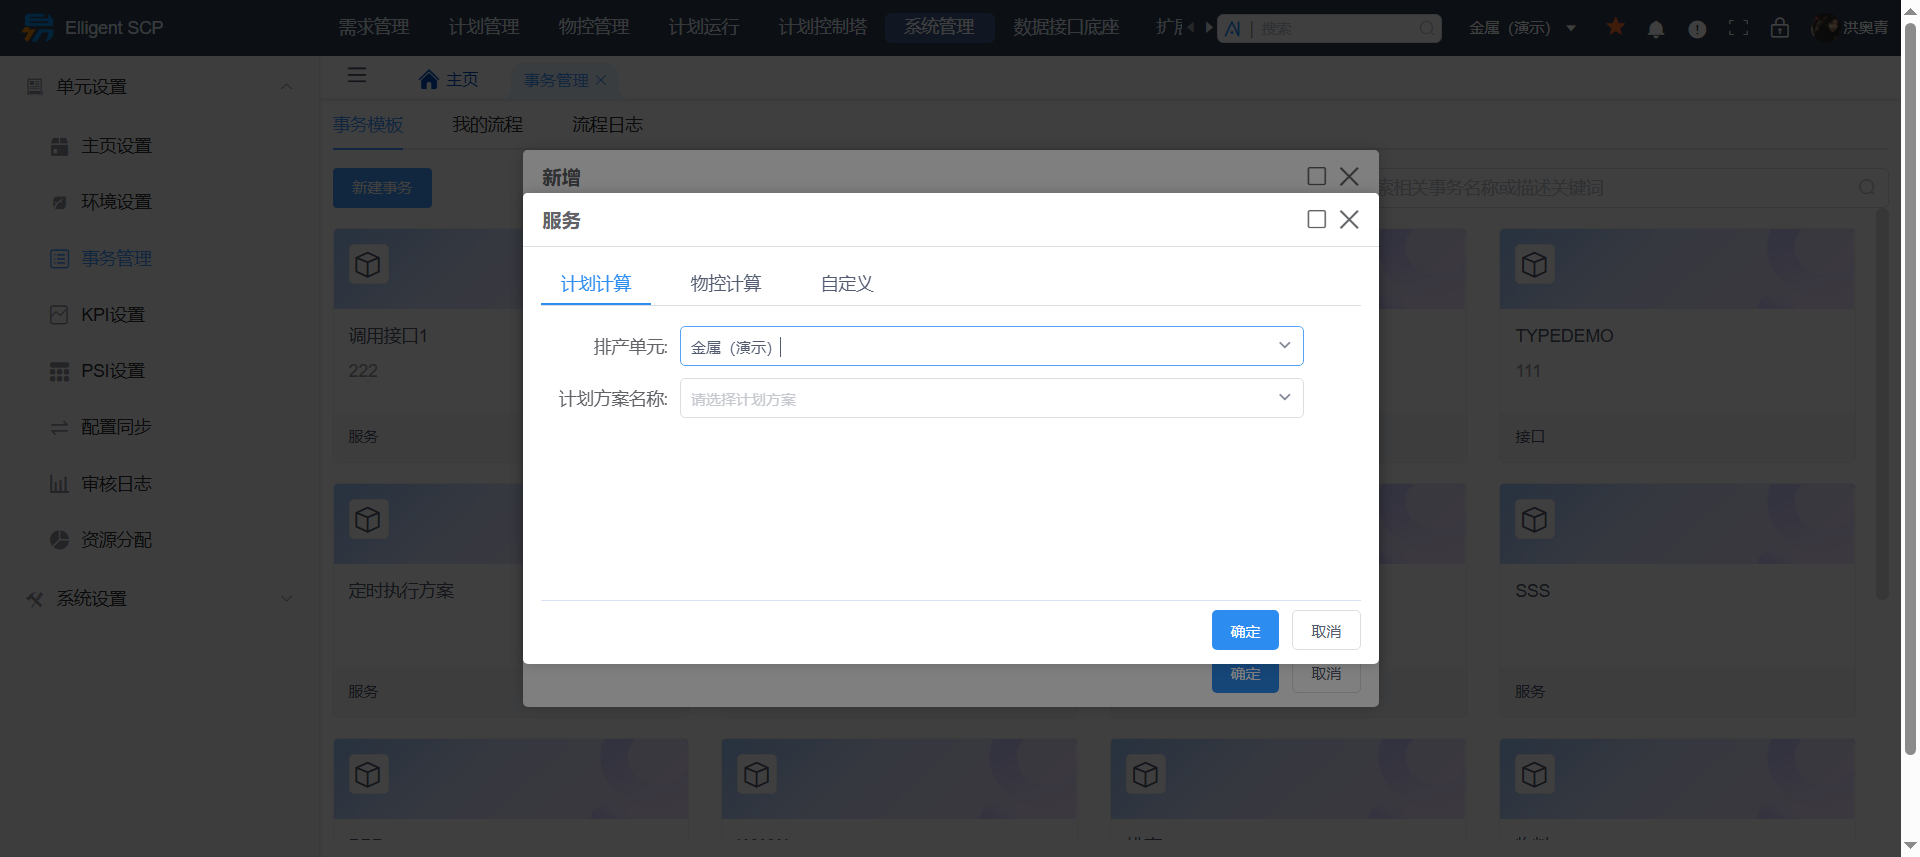 Elligent SCP 需求管理 计划管理 物控管理 计划运行 计划控制塔 系统管理 数据接口底座 AI | 搜索 金属（演示） 洪奥青
单元设置
主页设置
环境设置
事务管理
KPI设置
PSI设置
配置同步
审核日志
资源分配
系统设置
主页 事务管理
事务模板 我的流程 流程日志
新建事务 索相关事务名称或描述关键词
新增
服务
计划计算 物控计算 自定义
排产单元: 金属（演示）
计划方案名称: 请选择计划方案
确定 取消
确定 取消
调用接口1
222
服务
TYPEDEMO
111
接口
定时执行方案
服务
SSS
服务